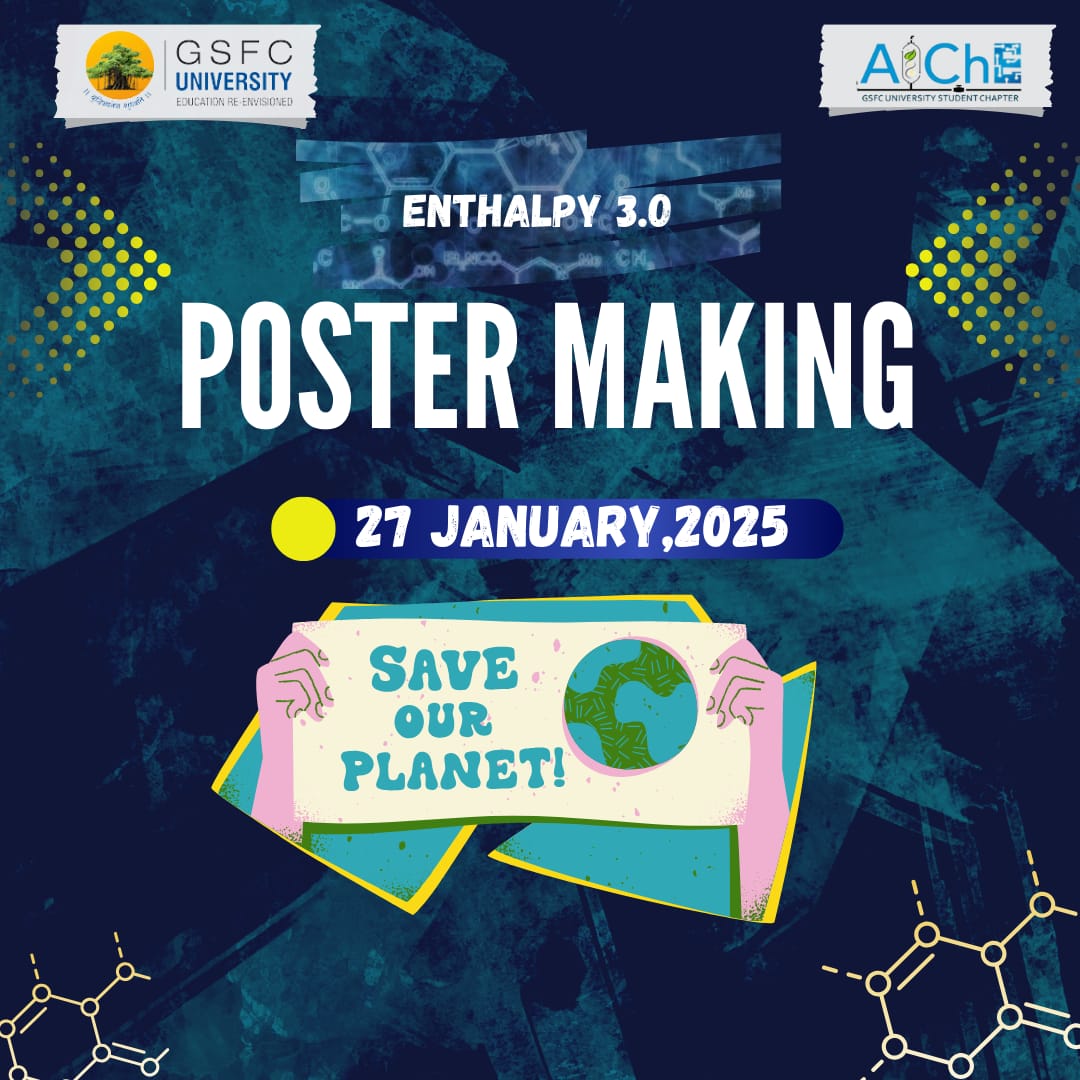 GSFC
UNIVERSITY
EDUCATION RE-ENVISIONED
AIChE
GSFC UNIVERSITY STUDENT CHAPTER
ENTHALPY 3.0
POSTER MAKING
27 JANUARY,2025
SAVE
OUR
PLANET!